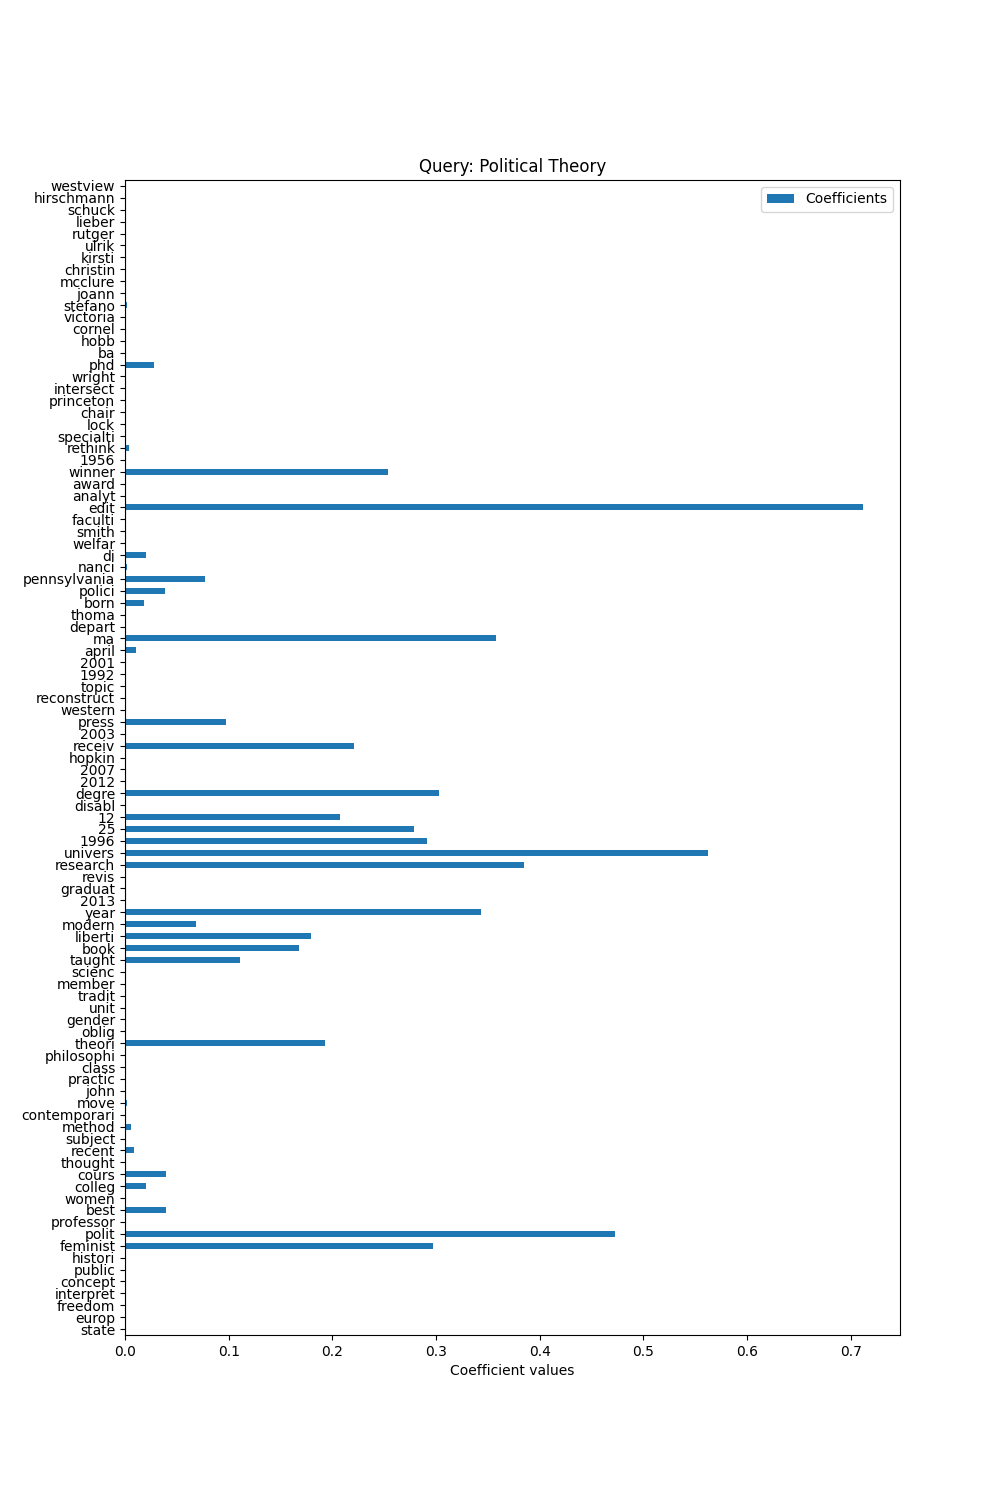 Query: Political Theory
Coefficients
westview
hirschmann
schuck
lieber
rutger
ulrik
kirsti
christin
mcclure
joann
stefano
victoria
cornel
hobb
ba
phd
wright
intersect
princeton
chair
lock
specialti
rethink
1956
winner
award
analyt
edit
faculti
smith
welfar
di
nanci
pennsylvania
polici
born
thoma
depart
ma
april
2001
1992
topic
reconstruct
western
press
2003
receiv
hopkin
2007
2012
degre
disabl
12
25
1996
univers
research
revis
graduat
2013
year
modern
liberti
book
taught
scienc
member
tradit
unit
gender
oblig
theori
philosophi
class
practic
john
move
contemporari
method
subject
recent
thought
cours
colleg
women
best
professor
polit
feminist
histori
public
concept
interpret
freedom
europ
state
0.0 0.1 0.2 0.3 0.4 0.5 0.6 0.7
Coefficient values